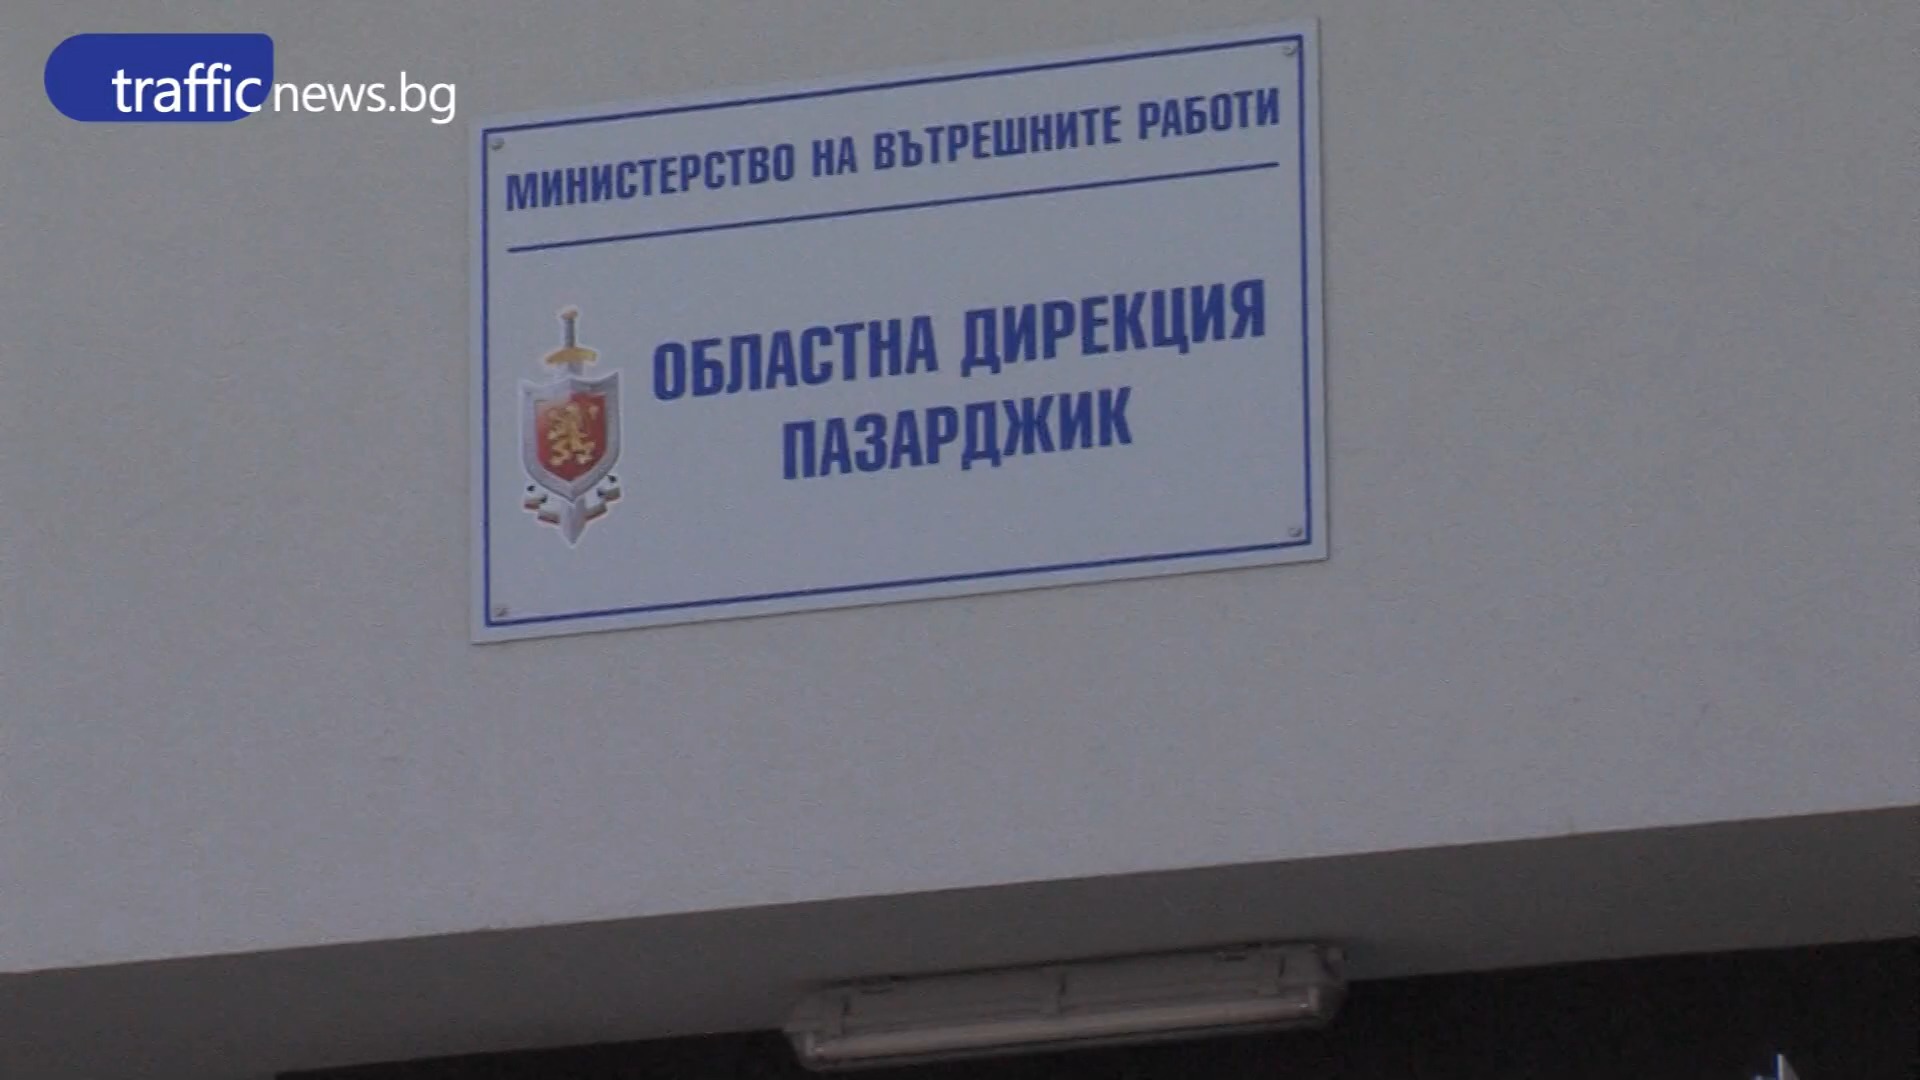 trafficnews.bg
МИНИСТЕРСТВО НА ВЪТРЕШНИТЕ РАБОТИ
ОБЛАСТНА ДИРЕКЦИЯ
ПАЗАРДЖИК